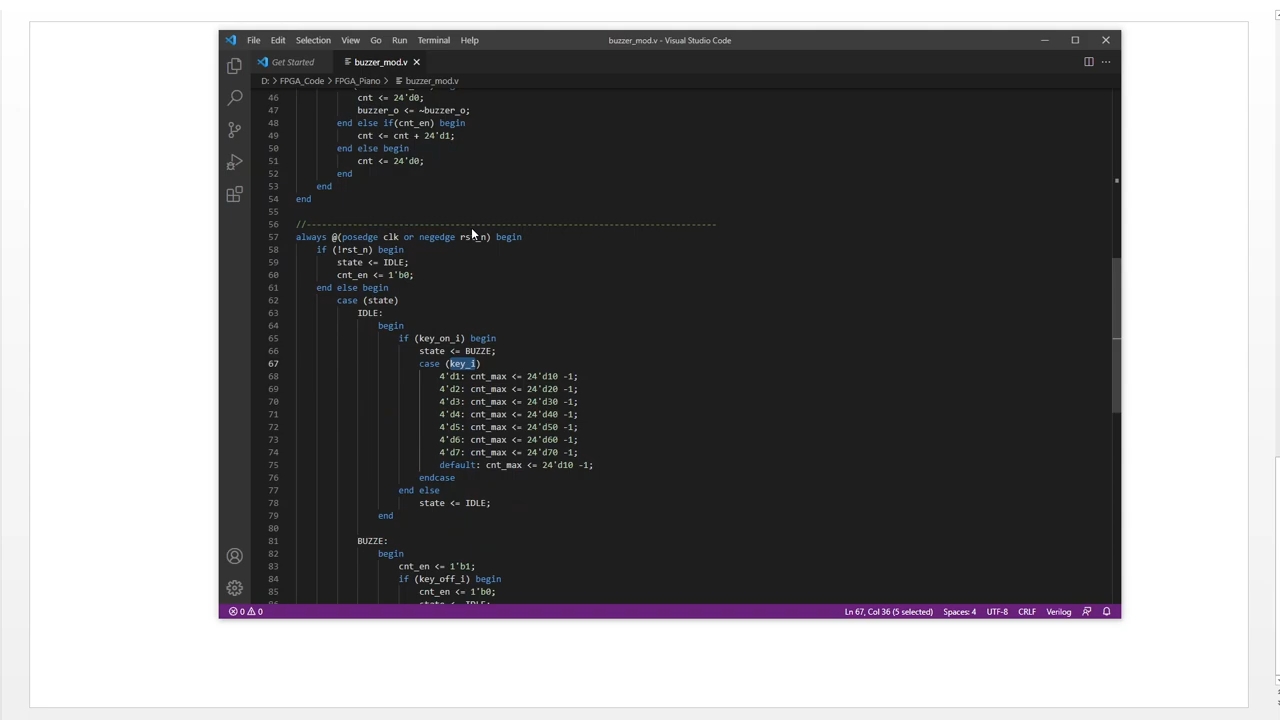 File Edit Selection View Go Run Terminal Help
buzzer_mod.v - Visual Studio Code
Get Started
buzzer_mod.v
D: > FPGA_Code > FPGA_Piano > buzzer_mod.v
46 cnt <= 24'd0;
47 buzzer_o <= ~buzzer_o;
48 end else if(cnt_en) begin
49 cnt <= cnt + 24'd1;
50 end else begin
51 cnt <= 24'd0;
52 end
53 end
54 end
55
56 //--------------------------------------------------------------------------------
57 always @(posedge clk or negedge rst_n) begin
58 if (!rst_n) begin
59 state <= IDLE;
60 cnt_en <= 1'b0;
61 end else begin
62 case (state)
63 IDLE:
64 begin
65 if (key_on_i) begin
66 state <= BUZZE;
67 case (key_i)
68 4'd1: cnt_max <= 24'd10 -1;
69 4'd2: cnt_max <= 24'd20 -1;
70 4'd3: cnt_max <= 24'd30 -1;
71 4'd4: cnt_max <= 24'd40 -1;
72 4'd5: cnt_max <= 24'd50 -1;
73 4'd6: cnt_max <= 24'd60 -1;
74 4'd7: cnt_max <= 24'd70 -1;
75 default: cnt_max <= 24'd10 -1;
76 endcase
77 end else
78 state <= IDLE;
79 end
80
81 BUZZE:
82 begin
83 cnt_en <= 1'b1;
84 if (key_off_i) begin
85 cnt_en <= 1'b0;
0 0 Ln 67, Col 36 (5 selected) Spaces: 4 UTF-8 CRLF Verilog